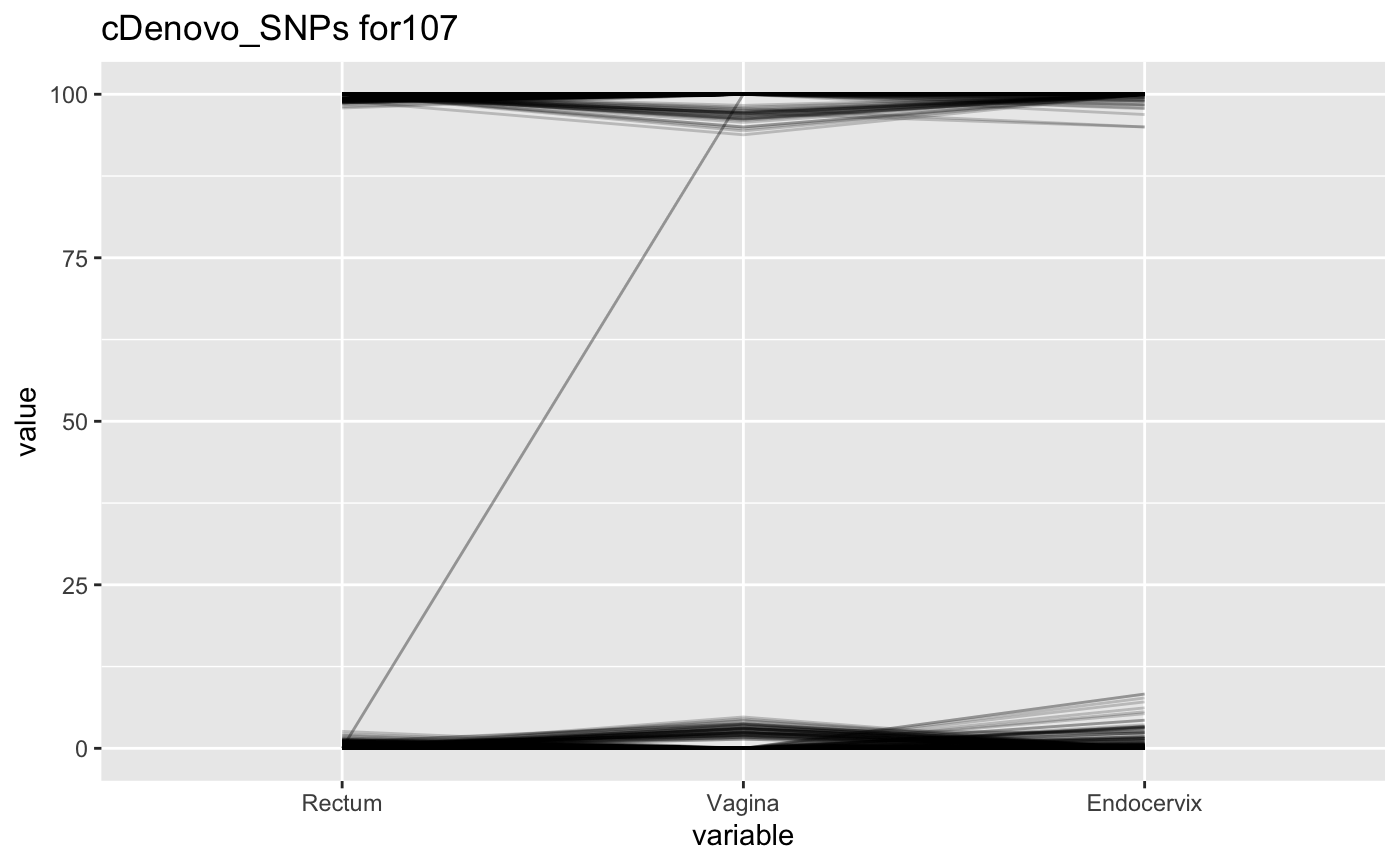 cDenovo_SNPs for107
100
75
50
25
0
value
Rectum Vagina Endocervix
variable